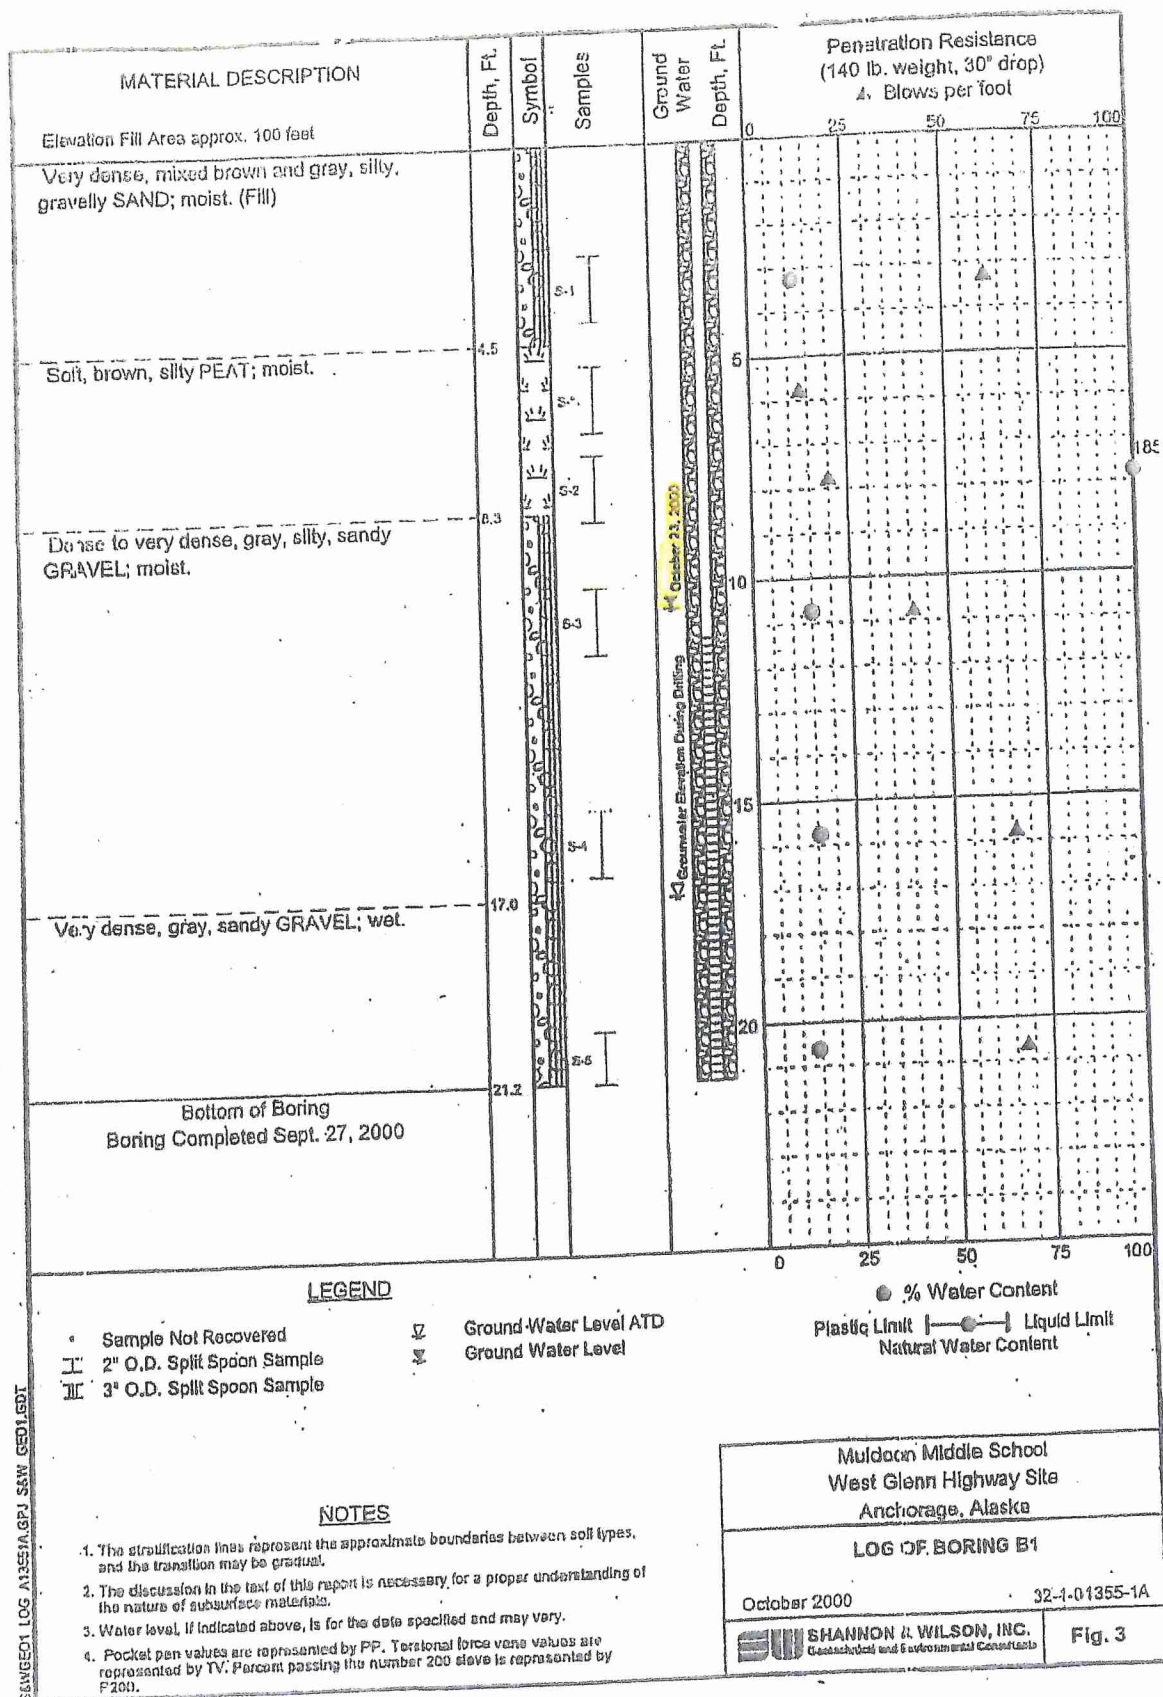 MATERIAL DESCRIPTION
Elevation Fill Area approx. 100 feet
Depth, Ft.
Symbol
Samples
Ground
Water
Depth, Ft.
Penetration Resistance
(140 lb. weight, 30" drop)
▲ Blows per foot
0 25 50 75 100
Very dense, mixed brown and gray, silty,
gravelly SAND; moist. (Fill)
S-1
4.5
Soft, brown, silty PEAT; moist.
5
185
S-2
8.3
Dense to very dense, gray, silty, sandy
GRAVEL; moist.
October 23, 2000
10
S-3
Groundwater Elevation During Drilling
15
S-4
17.0
Very dense, gray, sandy GRAVEL; wet.
20
S-5
21.2
Bottom of Boring
Boring Completed Sept. 27, 2000
0 25 50 75 100
● % Water Content
Plastic Limit Liquid Limit
Natural Water Content
LEGEND
* Sample Not Recovered
2" O.D. Split Spoon Sample
3" O.D. Split Spoon Sample
Ground-Water Level ATD
Ground Water Level
NOTES
1. The stratification lines represent the approximate boundaries between soil types,
and the transition may be gradual.
2. The discussion in the text of this report is necessary for a proper understanding of
the nature of subsurface materials.
3. Water level, if indicated above, is for the date specified and may vary.
4. Pocket pen values are represented by PP. Torsional force vane values are
represented by TV. Percent passing the number 200 sieve is represented by
P200.
Muldoon Middle School
West Glenn Highway Site
Anchorage, Alaska
LOG OF BORING B1
October 2000 32-1-01355-1A
SHANNON & WILSON, INC.
Geotechnical and Environmental Consultants
Fig. 3
S&WGEO1 LOG A13551A.GPJ S&W GEO1.GDT